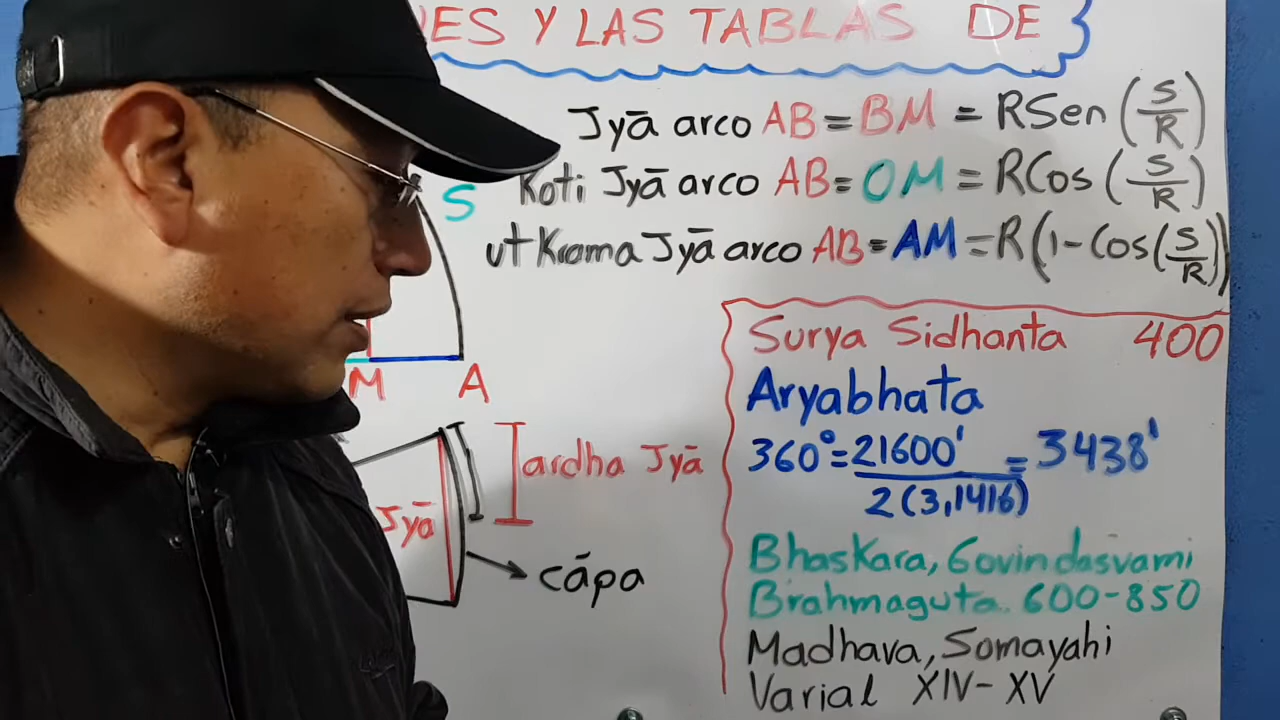 NES Y LAS TABLAS DE
Jyā arco AB = BM = RSen (S/R)
Koti Jyā arco AB = OM = RCos (S/R)
utKrama Jyā arco AB = AM = R(1-Cos(S/R))
S
M A
ardha Jyā
Jyā
cāpa
Surya Sidhanta 400
Aryabhata
360° = 21600' / 2(3,1416) = 3438'
Bhaskara, Govindasvami
Brahmaguta. 600-850
Madhava, Somayahi
Varial XIV-XV